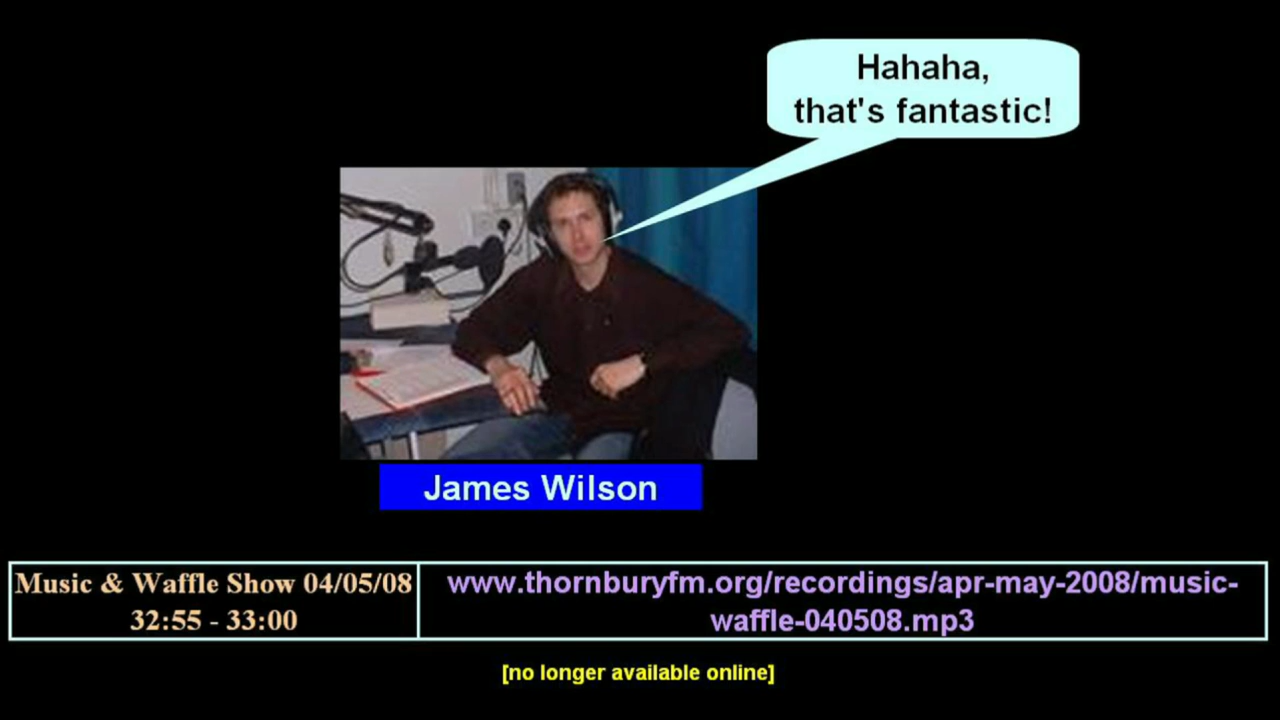 Hahaha,
that's fantastic!
James Wilson
Music & Waffle Show 04/05/08
32:55 - 33:00
www.thornburyfm.org/recordings/apr-may-2008/music-
waffle-040508.mp3
[no longer available online]